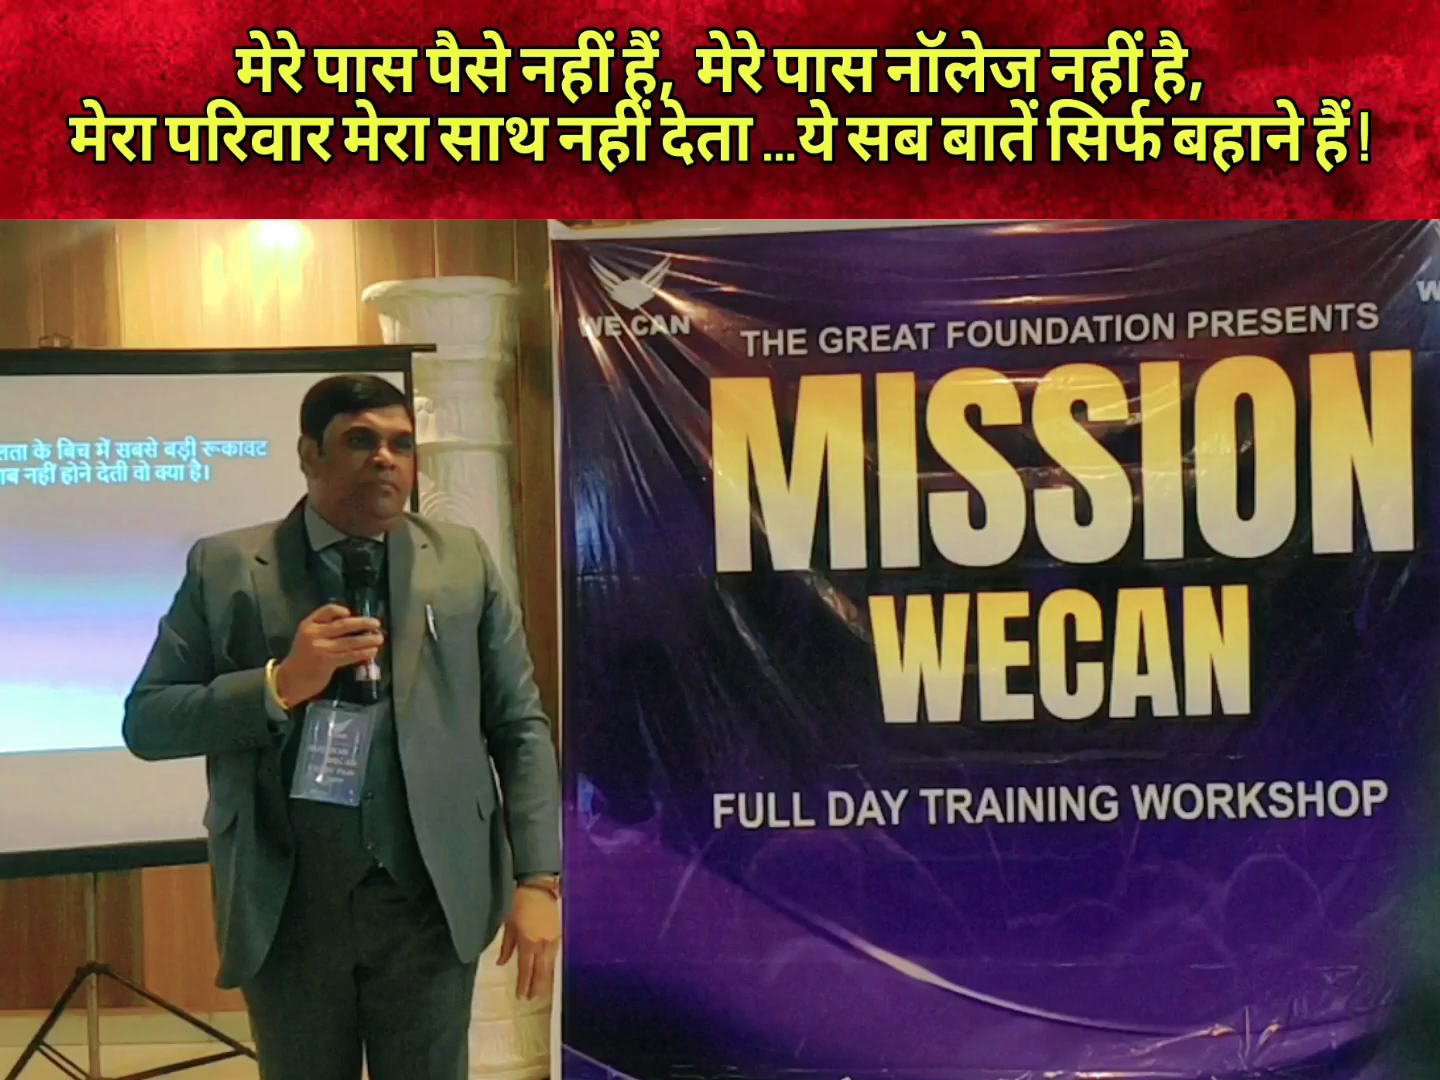 मेरे पास पैसे नहीं हैं, मेरे पास नॉलेज नहीं है,
मेरा परिवार मेरा साथ नहीं देता ...ये सब बातें सिर्फ बहाने हैं!
WE CAN
THE GREAT FOUNDATION PRESENTS
MISSION
WECAN
FULL DAY TRAINING WORKSHOP
के बिच में सबसे बड़ी रूकावट
नहीं होने देती वो क्या है।